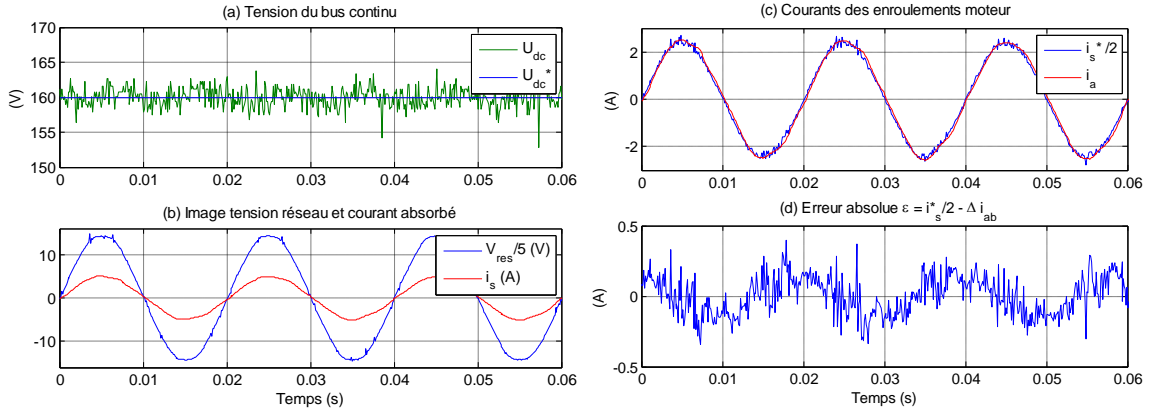 (a) Tension du bus continu
170
165
160
155
150
(V)
U_dc
U_dc*
0
0.01
0.02
0.03
0.04
0.05
0.06
(b) Image tension réseau et courant absorbé
10
0
-10
V_res/5 (V)
i_s (A)
0
0.01
0.02
0.03
0.04
0.05
0.06
Temps (s)
(c) Courants des enroulements moteur
2
0
-2
(A)
i_s*/2
i_a
0
0.01
0.02
0.03
0.04
0.05
0.06
(d) Erreur absolue ε = i*_s/2 - Δ i_ab
0.5
0
-0.5
(A)
0
0.01
0.02
0.03
0.04
0.05
0.06
Temps (s)